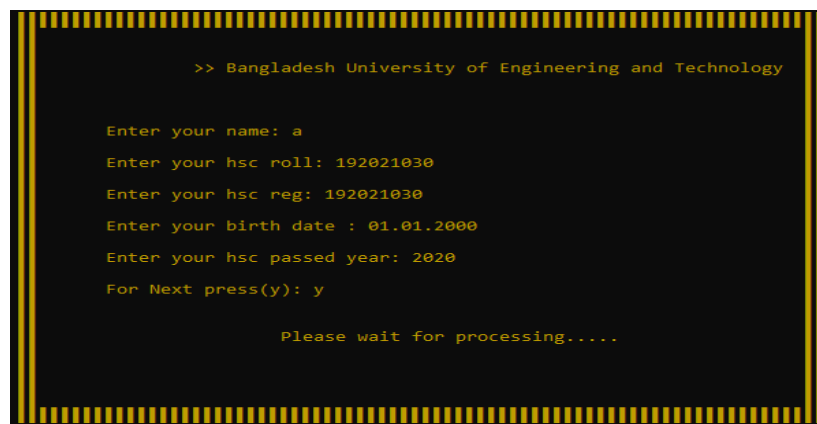 >> Bangladesh University of Engineering and Technology
Enter your name: a
Enter your hsc roll: 192021030
Enter your hsc reg: 192021030
Enter your birth date : 01.01.2000
Enter your hsc passed year: 2020
For Next press(y): y
Please wait for processing.....